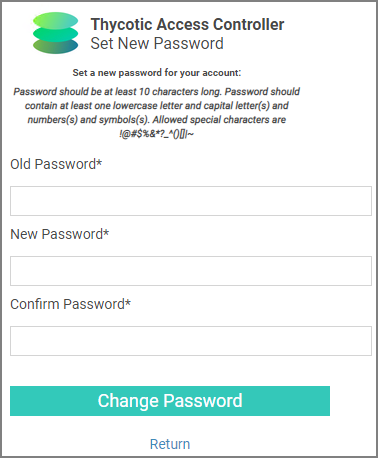 Thycotic Access Controller
Set New Password
Set a new password for your account:
Password should be at least 10 characters long. Password should
contain at least one lowercase letter and capital letter(s) and
numbers(s) and symbols(s). Allowed special characters are
!@#$%&*?_^()[]|~
Old Password*
New Password*
Confirm Password*
Change Password
Return